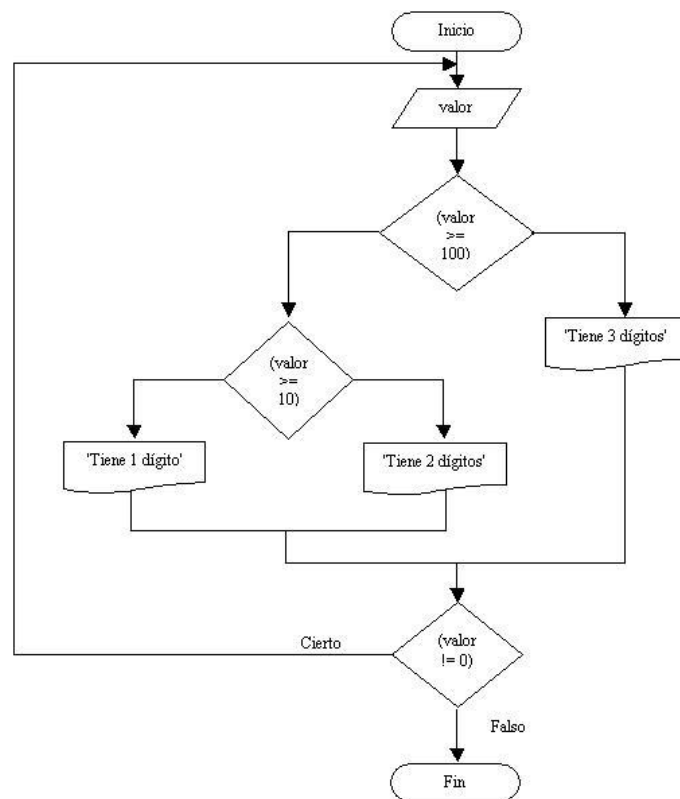 Inicio
valor
(valor
>=
100)
'Tiene 3 dígitos'
(valor
>=
10)
'Tiene 1 dígito'
'Tiene 2 dígitos'
(valor
!= 0)
Cierto
Falso
Fin